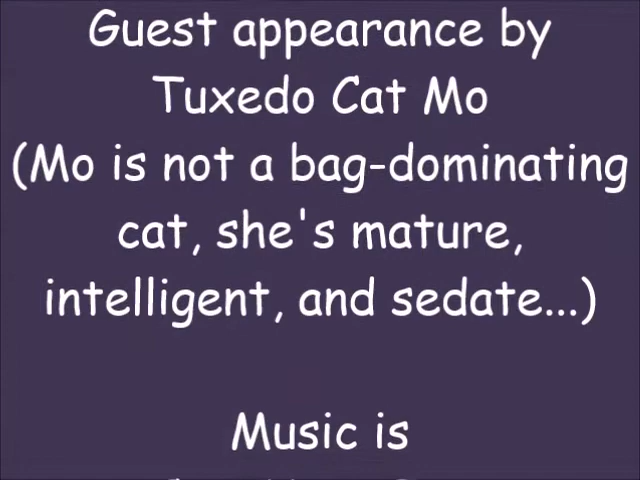 Guest appearance by
Tuxedo Cat Mo
(Mo is not a bag-dominating
cat, she's mature,
intelligent, and sedate...)
Music is